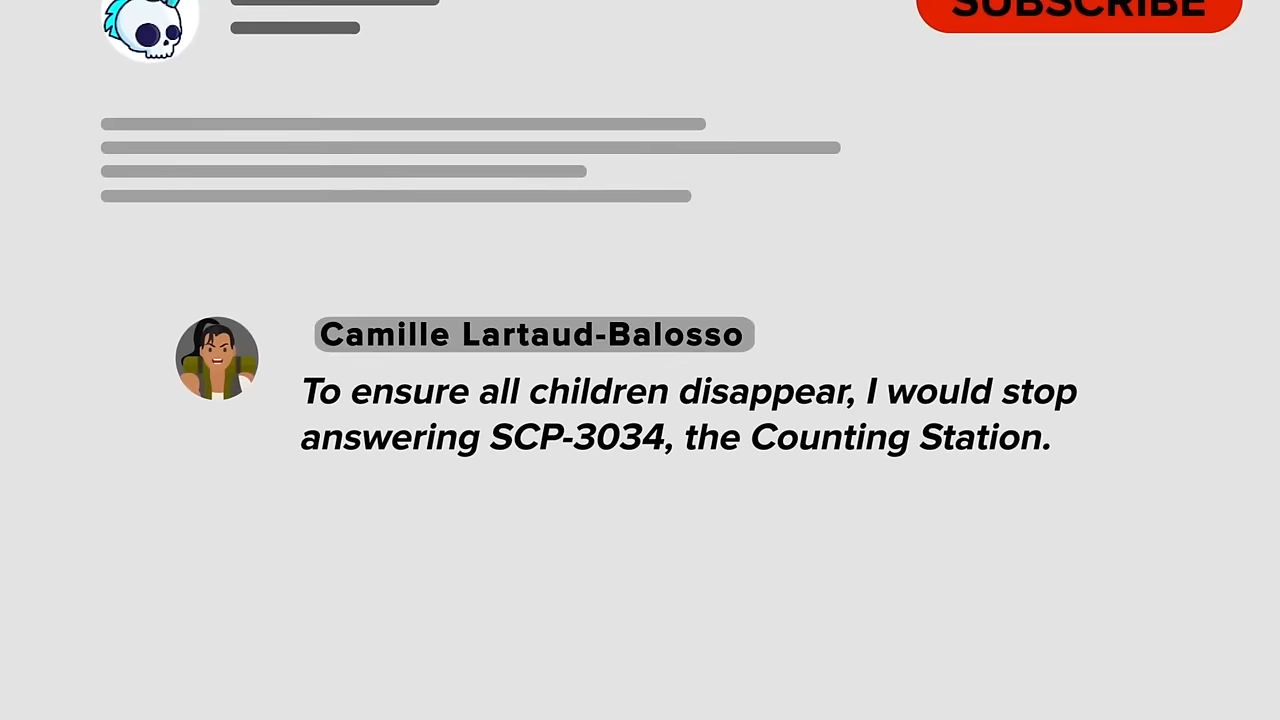 SUBSCRIBE
Camille Lartaud-Balosso
To ensure all children disappear, I would stop
answering SCP-3034, the Counting Station.